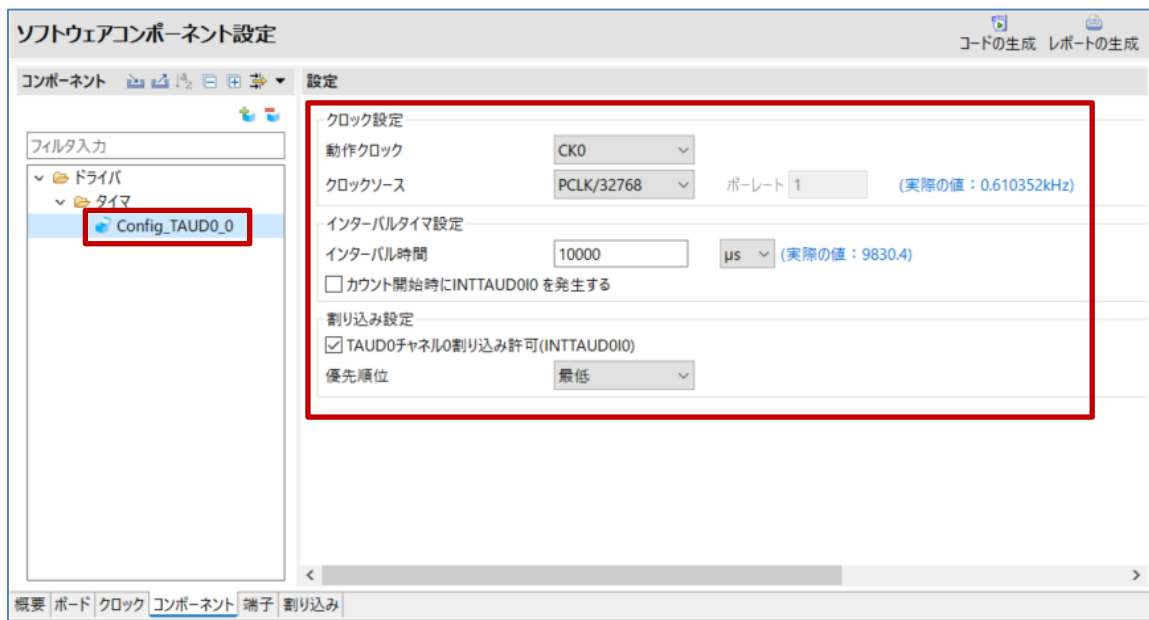 ソフトウェアコンポーネント設定
コードの生成 レポートの生成
コンポーネント
設定
フィルタ入力
ドライバ
タイマ
Config_TAUD0_0
クロック設定
動作クロック CK0
クロックソース PCLK/32768 ボーレート 1 (実際の値：0.610352kHz)
インターバルタイマ設定
インターバル時間 10000 μs (実際の値：9830.4)
カウント開始時にINTTAUD0I0 を発生する
割り込み設定
TAUD0チャネル0割り込み許可(INTTAUD0I0)
優先順位 最低
概要 ボード クロック コンポーネント 端子 割り込み